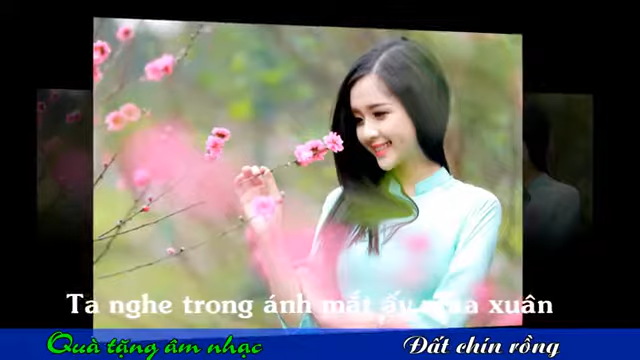 Ta nghe trong ánh mắt ấy mùa xuân
Quà tặng âm nhạc
Đất chín rồng